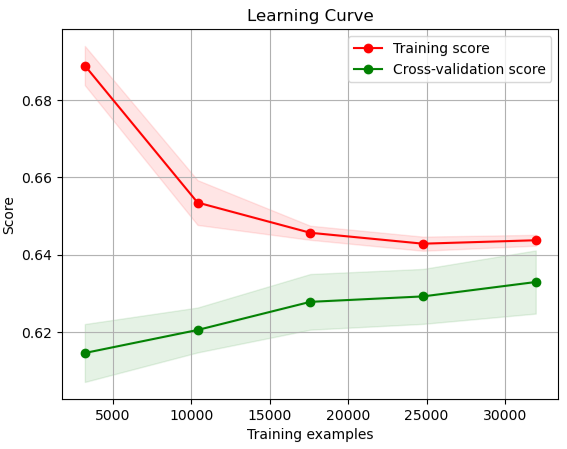 Learning Curve
Training score
Cross-validation score
0.68
0.66
0.64
0.62
Score
5000 10000 15000 20000 25000 30000
Training examples